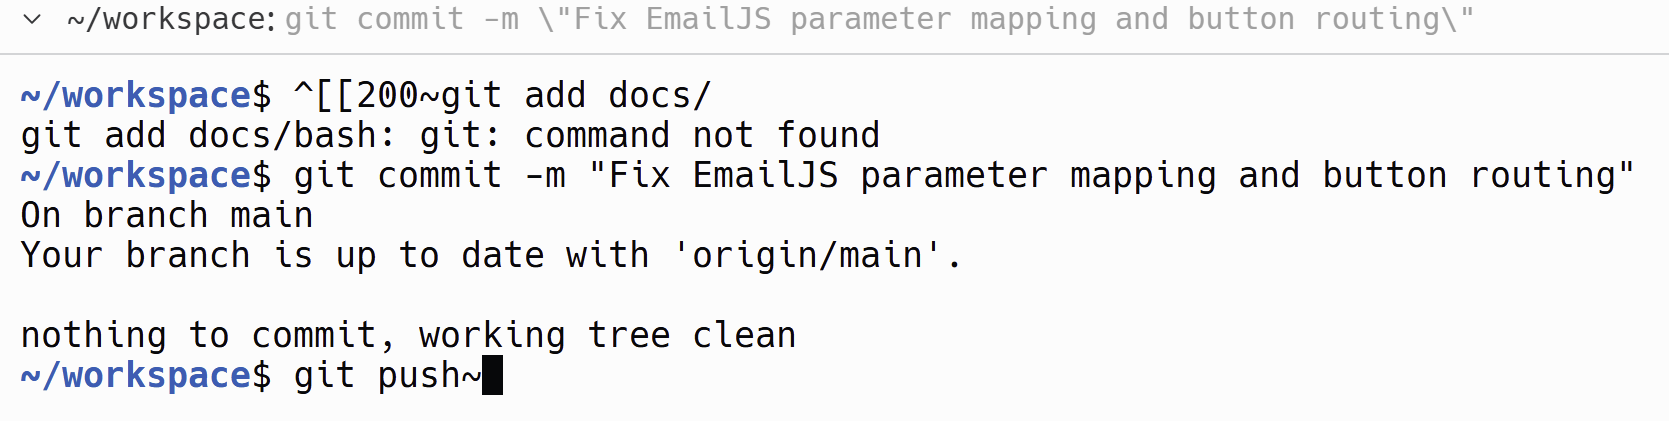 ~/workspace: git commit -m \"Fix EmailJS parameter mapping and button routing\"
~/workspace$ ^[[200~git add docs/
git add docs/bash: git: command not found
~/workspace$ git commit -m "Fix EmailJS parameter mapping and button routing"
On branch main
Your branch is up to date with 'origin/main'.
nothing to commit, working tree clean
~/workspace$ git push~